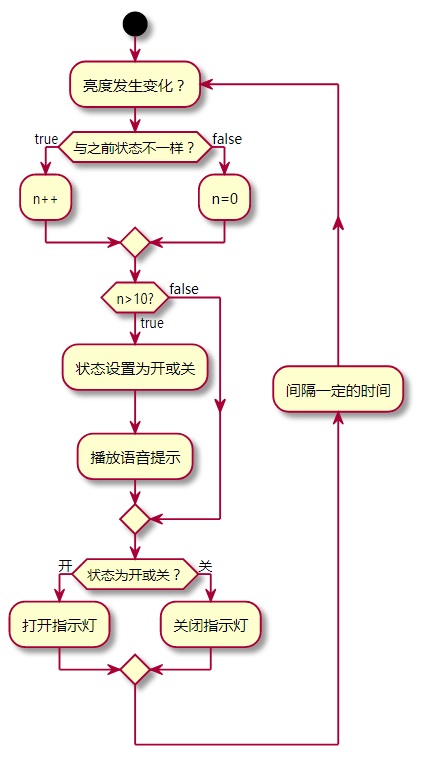 亮度发生变化？
与之前状态不一样？
true
false
n++
n=0
n>10?
false
true
状态设置为开或关
间隔一定的时间
播放语音提示
状态为开或关？
开
关
打开指示灯
关闭指示灯